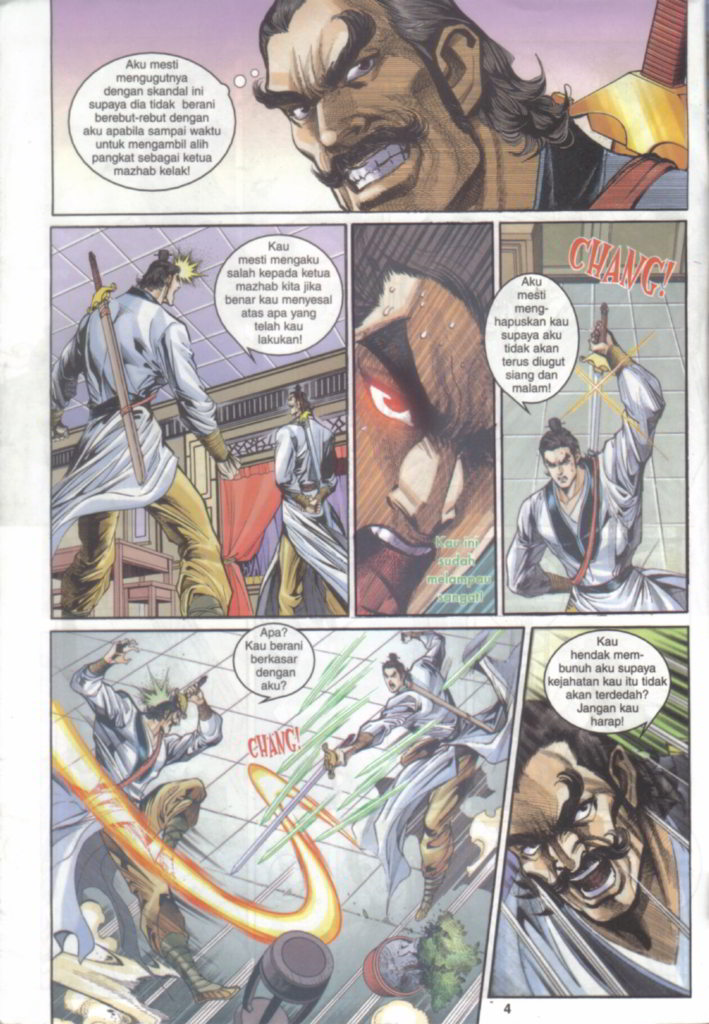 Aku mesti
mengugutnya
dengan skandal ini
supaya dia tidak berani
berebut-rebut dengan
aku apabila sampai waktu
untuk mengambil alih
pangkat sebagai ketua
mazhab kelak!
Kau
mesti mengaku
salah kepada ketua
mazhab kita jika
benar kau menyesal
atas apa yang
telah kau
lakukan!
Kau ini
sudah
melampau
sangat!
CHANG!
Aku
mesti
meng-
hapuskan kau
supaya aku
tidak akan
terus diugut
siang dan
malam!
Apa?
Kau berani
berkasar
dengan
aku?
CHANG!
Kau
hendak mem-
bunuh aku supaya
kejahatan kau itu tidak
akan terdedah?
Jangan kau
harap!
4